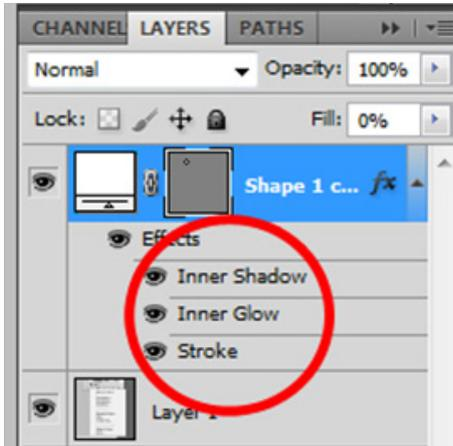 CHANNEL LAYERS PATHS
Normal Opacity: 100%
Lock: Fill: 0%
Shape 1 c... fx
Effects
Inner Shadow
Inner Glow
Stroke
Layer 1